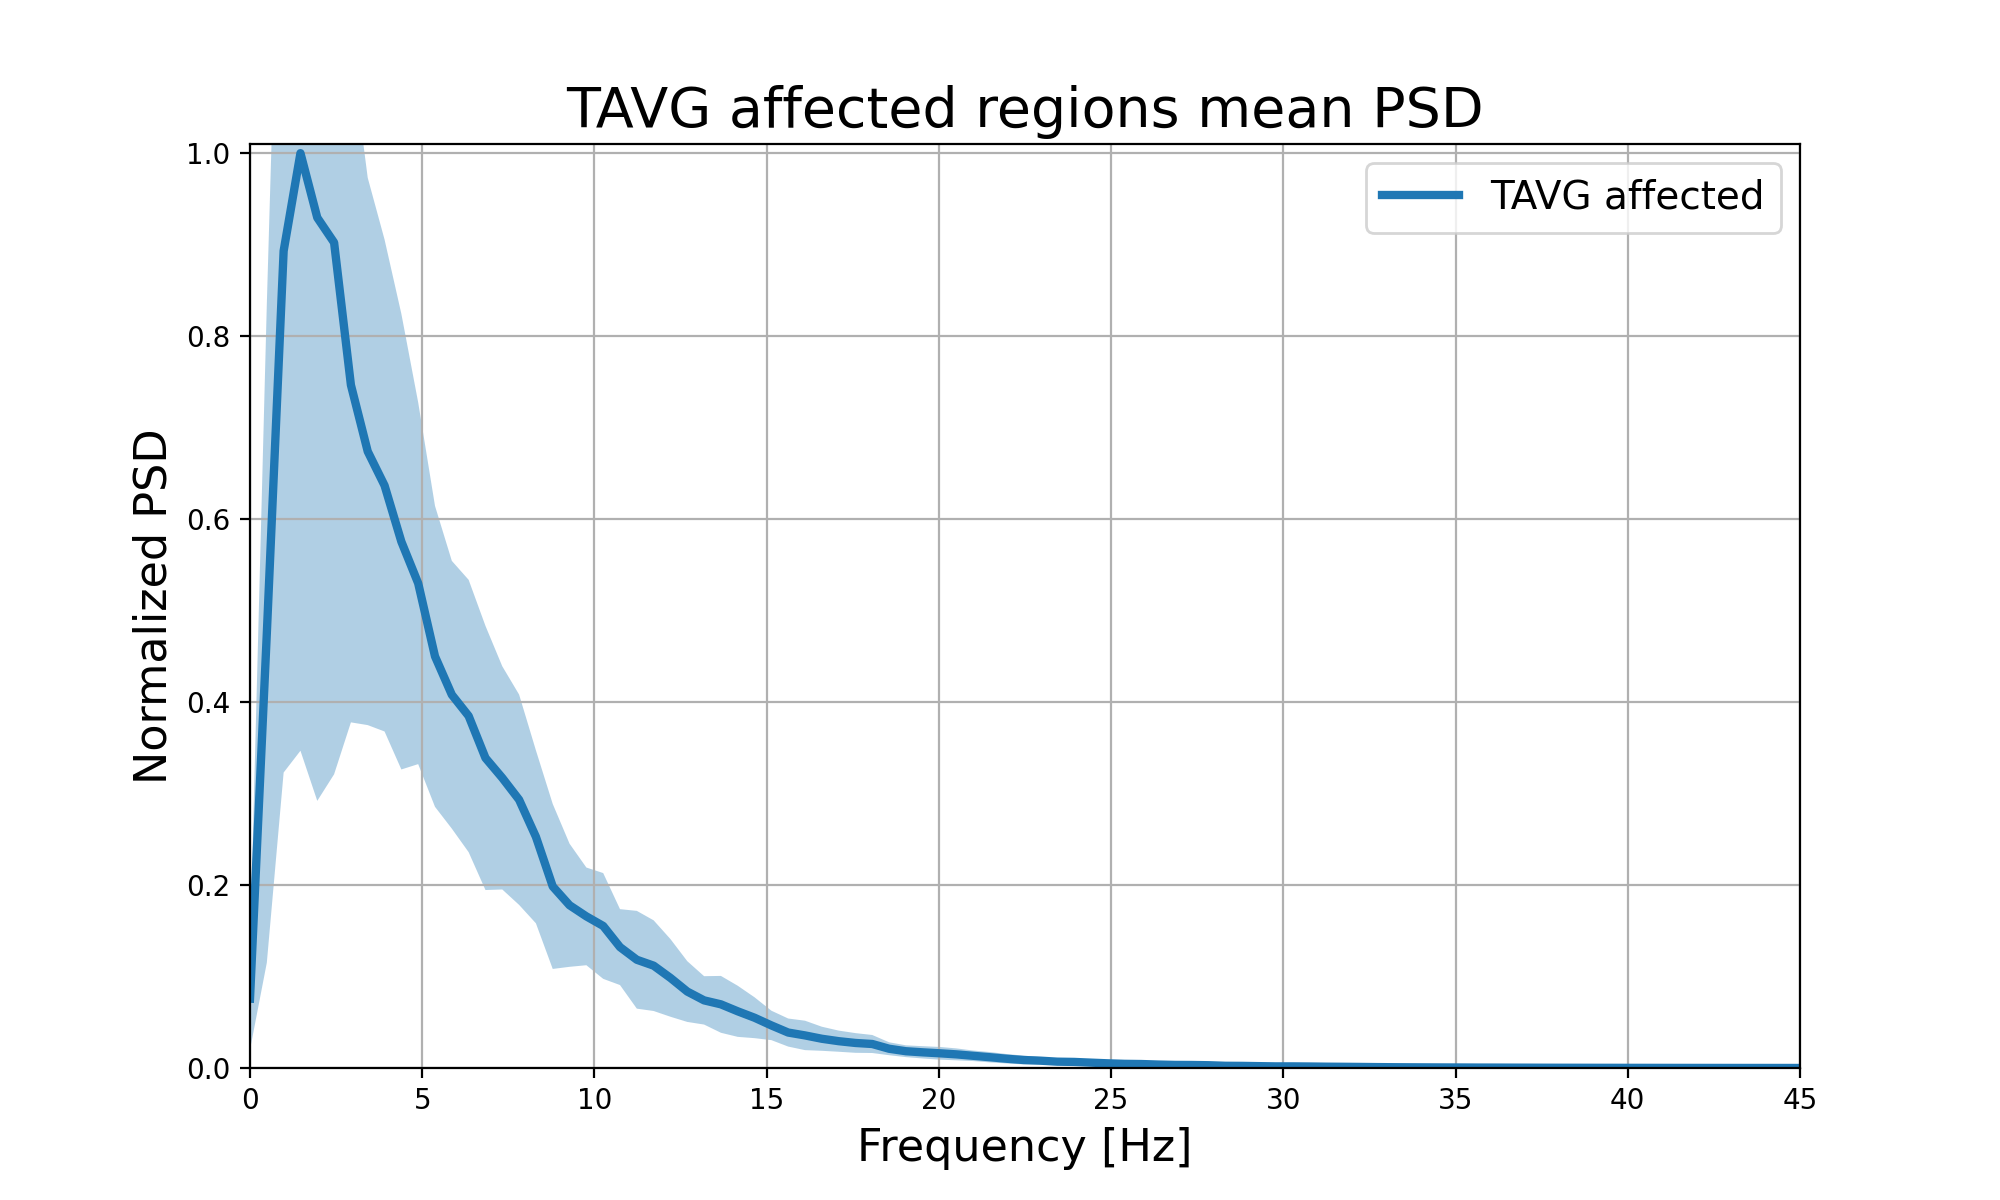 TAVG affected regions mean PSD
TAVG affected
Normalized PSD
1.0
0.8
0.6
0.4
0.2
0.0
0 5 10 15 20 25 30 35 40 45
Frequency [Hz]